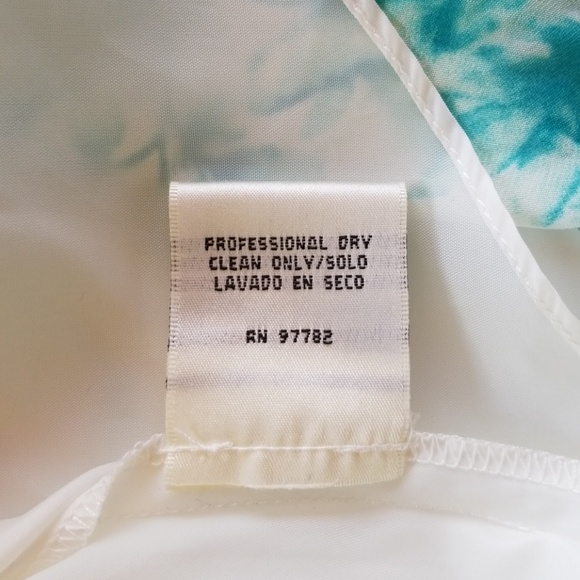 PROFESSIONAL DRY
CLEAN ONLY/SOLO
LAVADO EN SECO
RN 97782